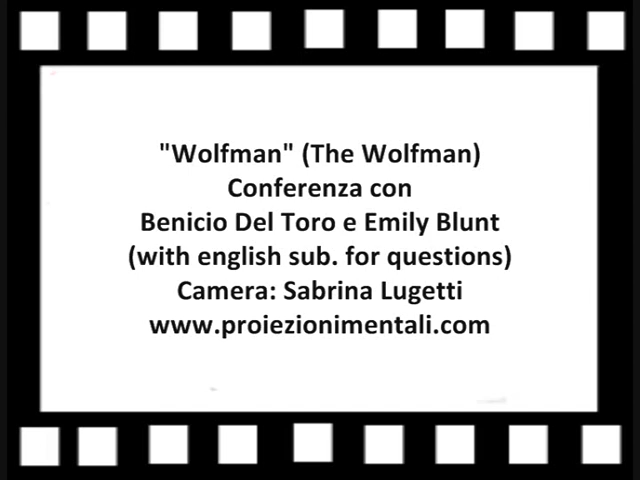 "Wolfman" (The Wolfman)
Conferenza con
Benicio Del Toro e Emily Blunt
(with english sub. for questions)
Camera: Sabrina Lugetti
www.proiezionimentali.com